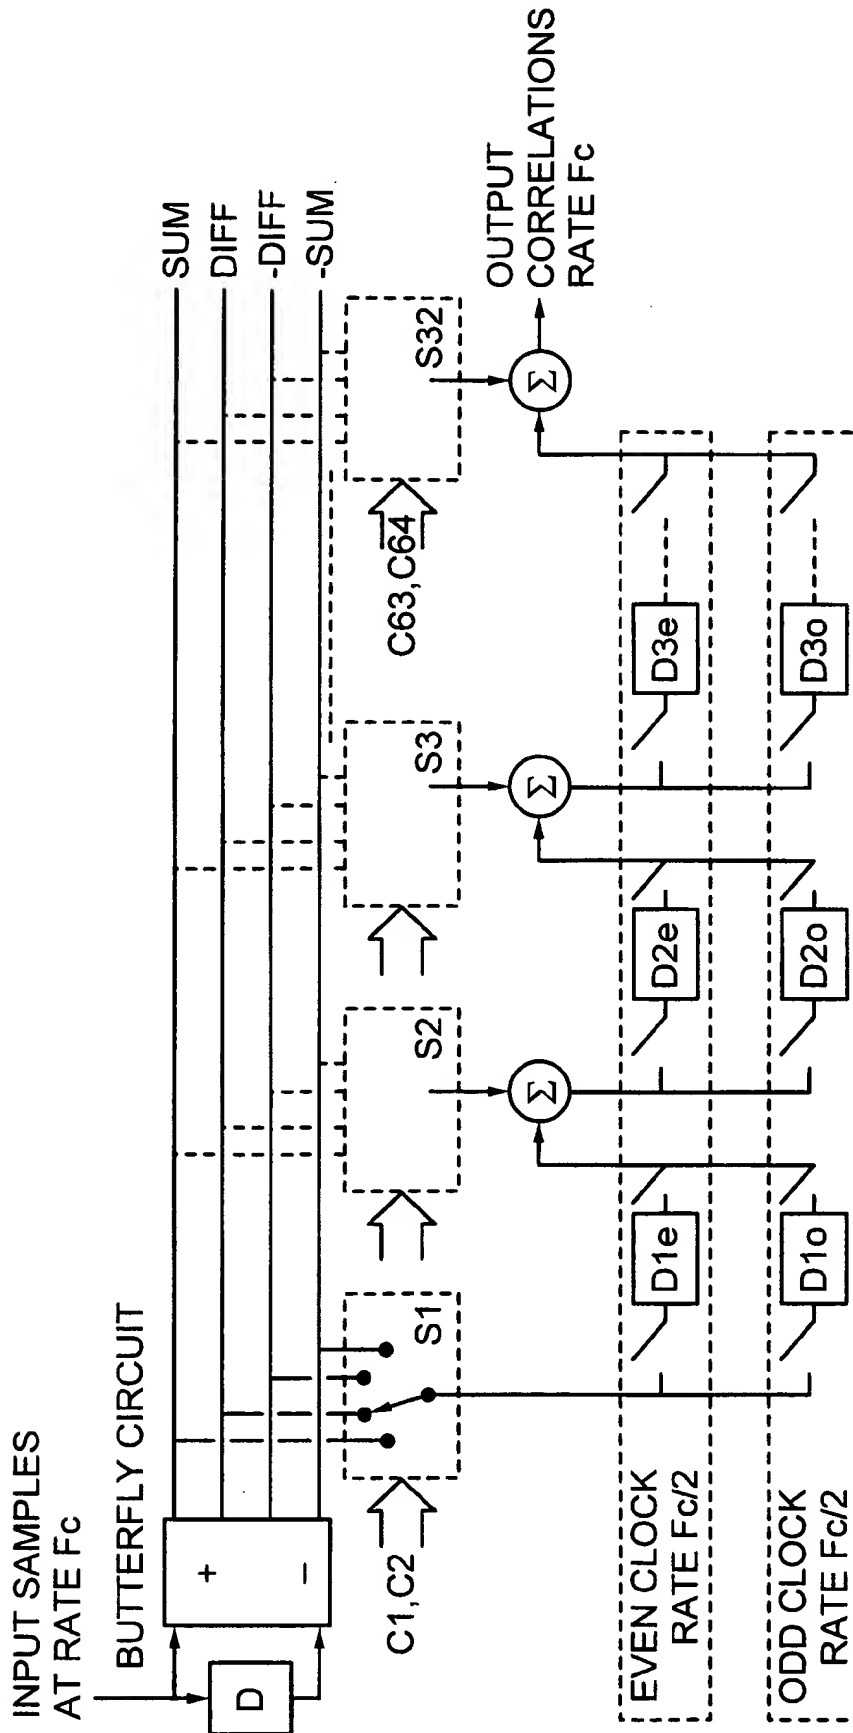 INPUT SAMPLES
AT RATE Fc
BUTTERFLY CIRCUIT
D
+
−
SUM
DIFF
-DIFF
-SUM
C1,C2
S1
S2
S3
C63,C64
S32
Σ
Σ
Σ
OUTPUT
CORRELATIONS
RATE Fc
EVEN CLOCK
RATE Fc/2
D1e
D2e
D3e
ODD CLOCK
RATE Fc/2
D1o
D2o
D3o